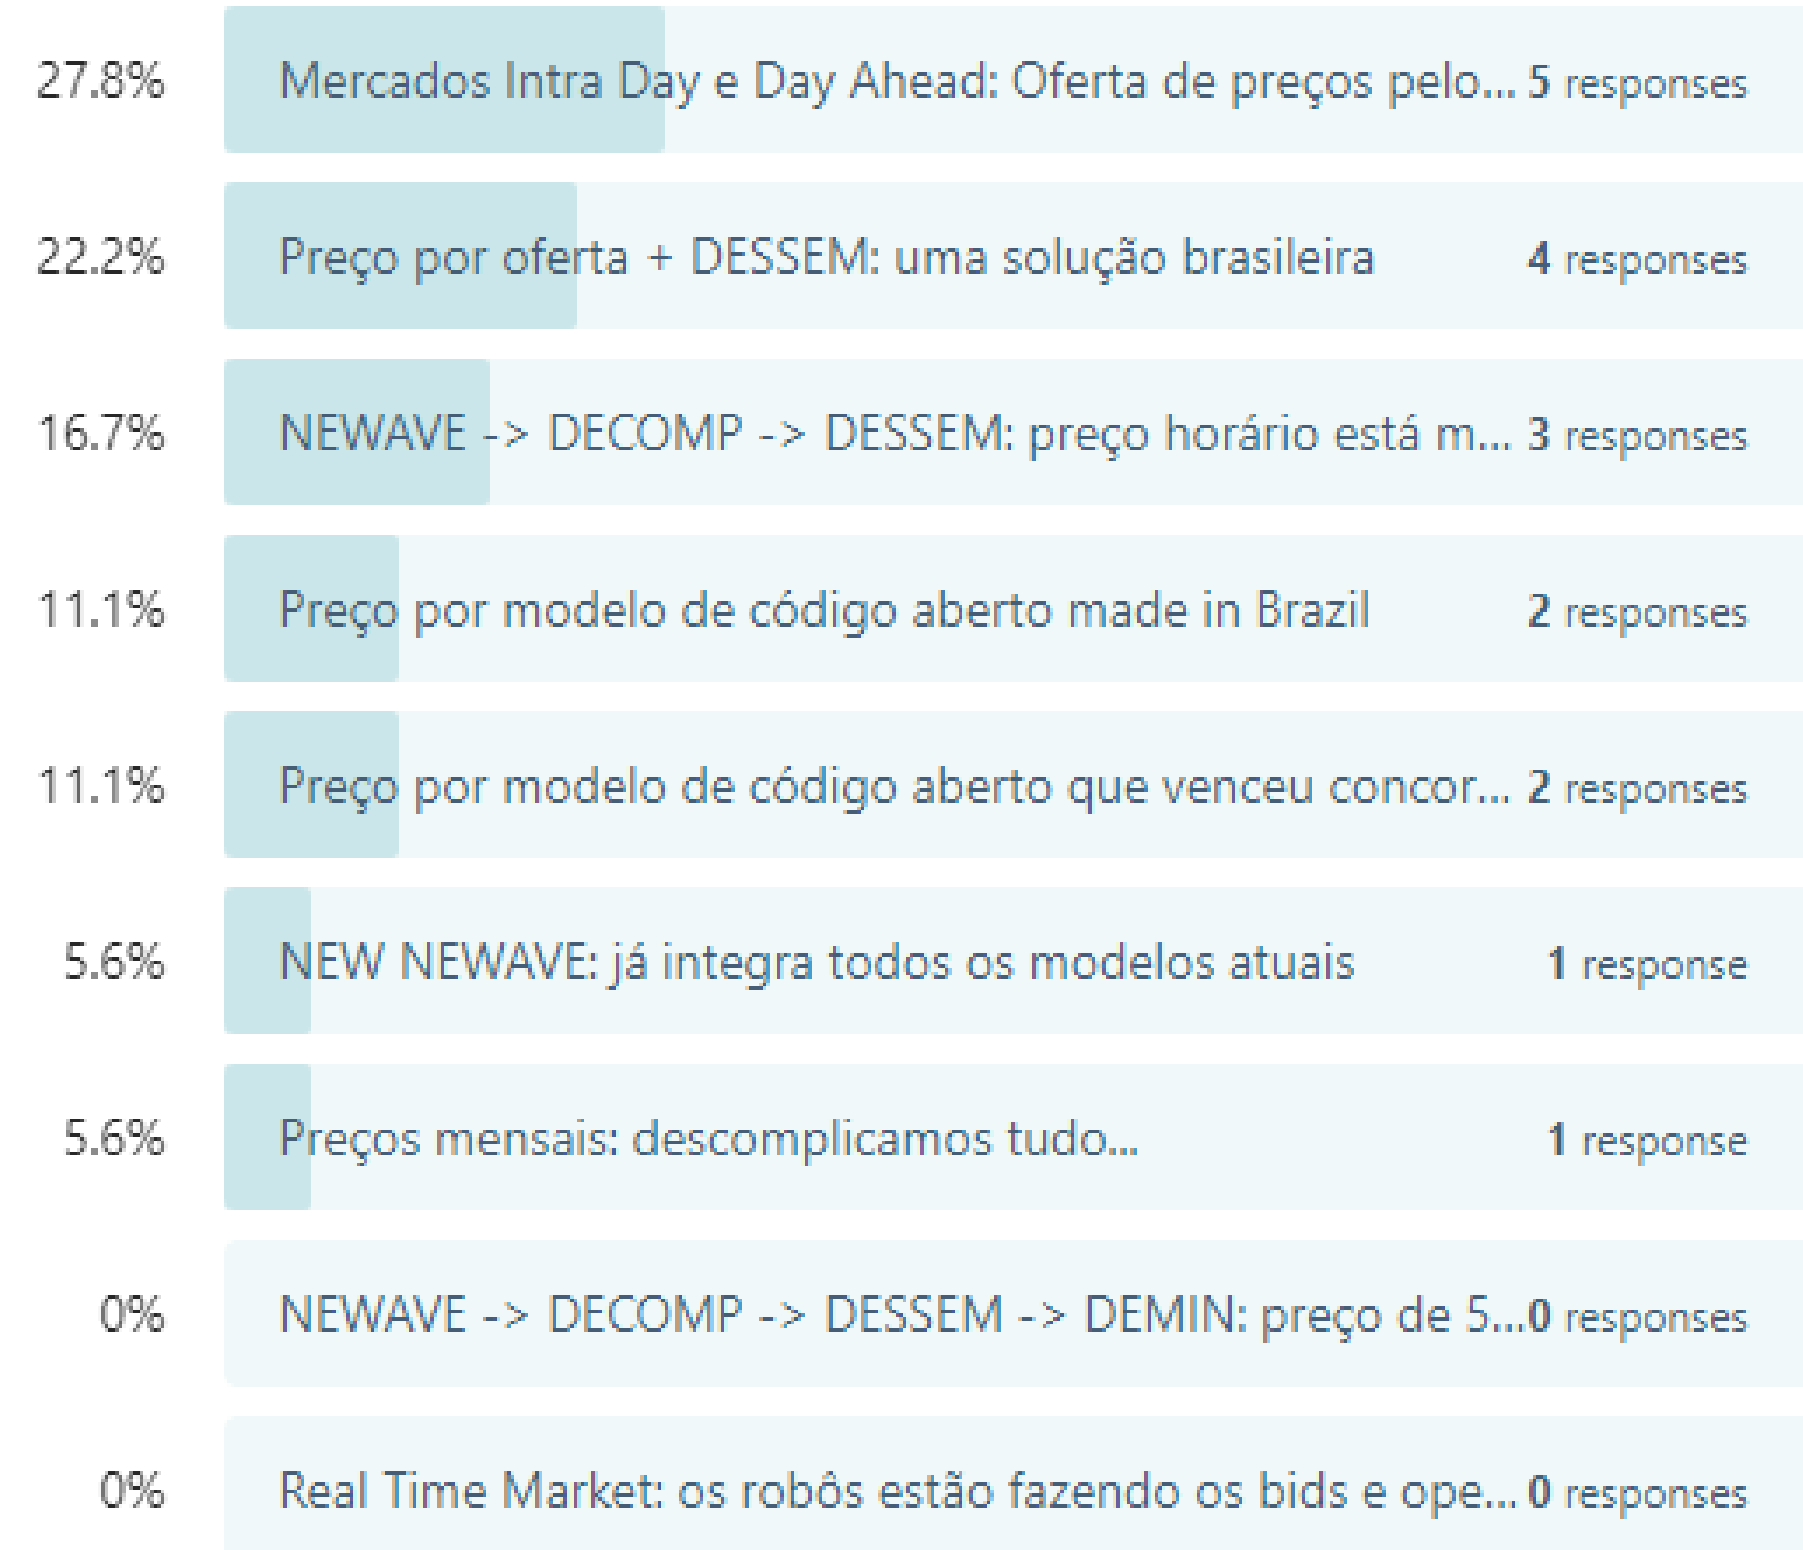 27.8% Mercados Intra Day e Day Ahead: Oferta de preços pelo... 5 responses
22.2% Preço por oferta + DESSEM: uma solução brasileira 4 responses
16.7% NEWAVE -> DECOMP -> DESSEM: preço horário está m... 3 responses
11.1% Preço por modelo de código aberto made in Brazil 2 responses
11.1% Preço por modelo de código aberto que venceu concor... 2 responses
5.6% NEW NEWAVE: já integra todos os modelos atuais 1 response
5.6% Preços mensais: descomplicamos tudo... 1 response
0% NEWAVE -> DECOMP -> DESSEM -> DEMIN: preço de 5...0 responses
0% Real Time Market: os robôs estão fazendo os bids e ope... 0 responses